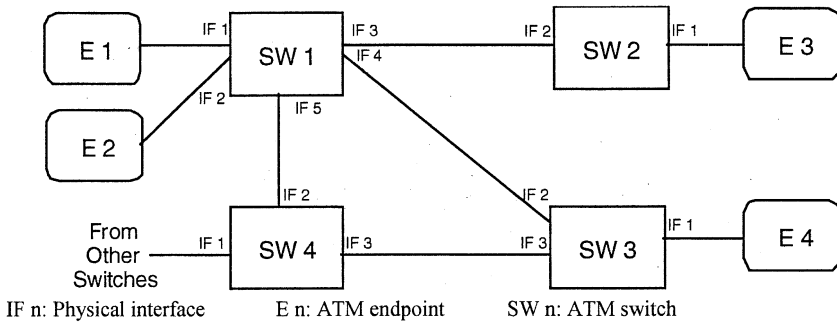 E 1
IF 1
IF 2
SW 1
IF 3
IF 4
IF 5
IF 2
SW 2
IF 1
E 3
E 2
From
Other
Switches
IF 1
IF 2
SW 4
IF 3
IF 2
IF 3
SW 3
IF 1
E 4
IF n: Physical interface E n: ATM endpoint SW n: ATM switch